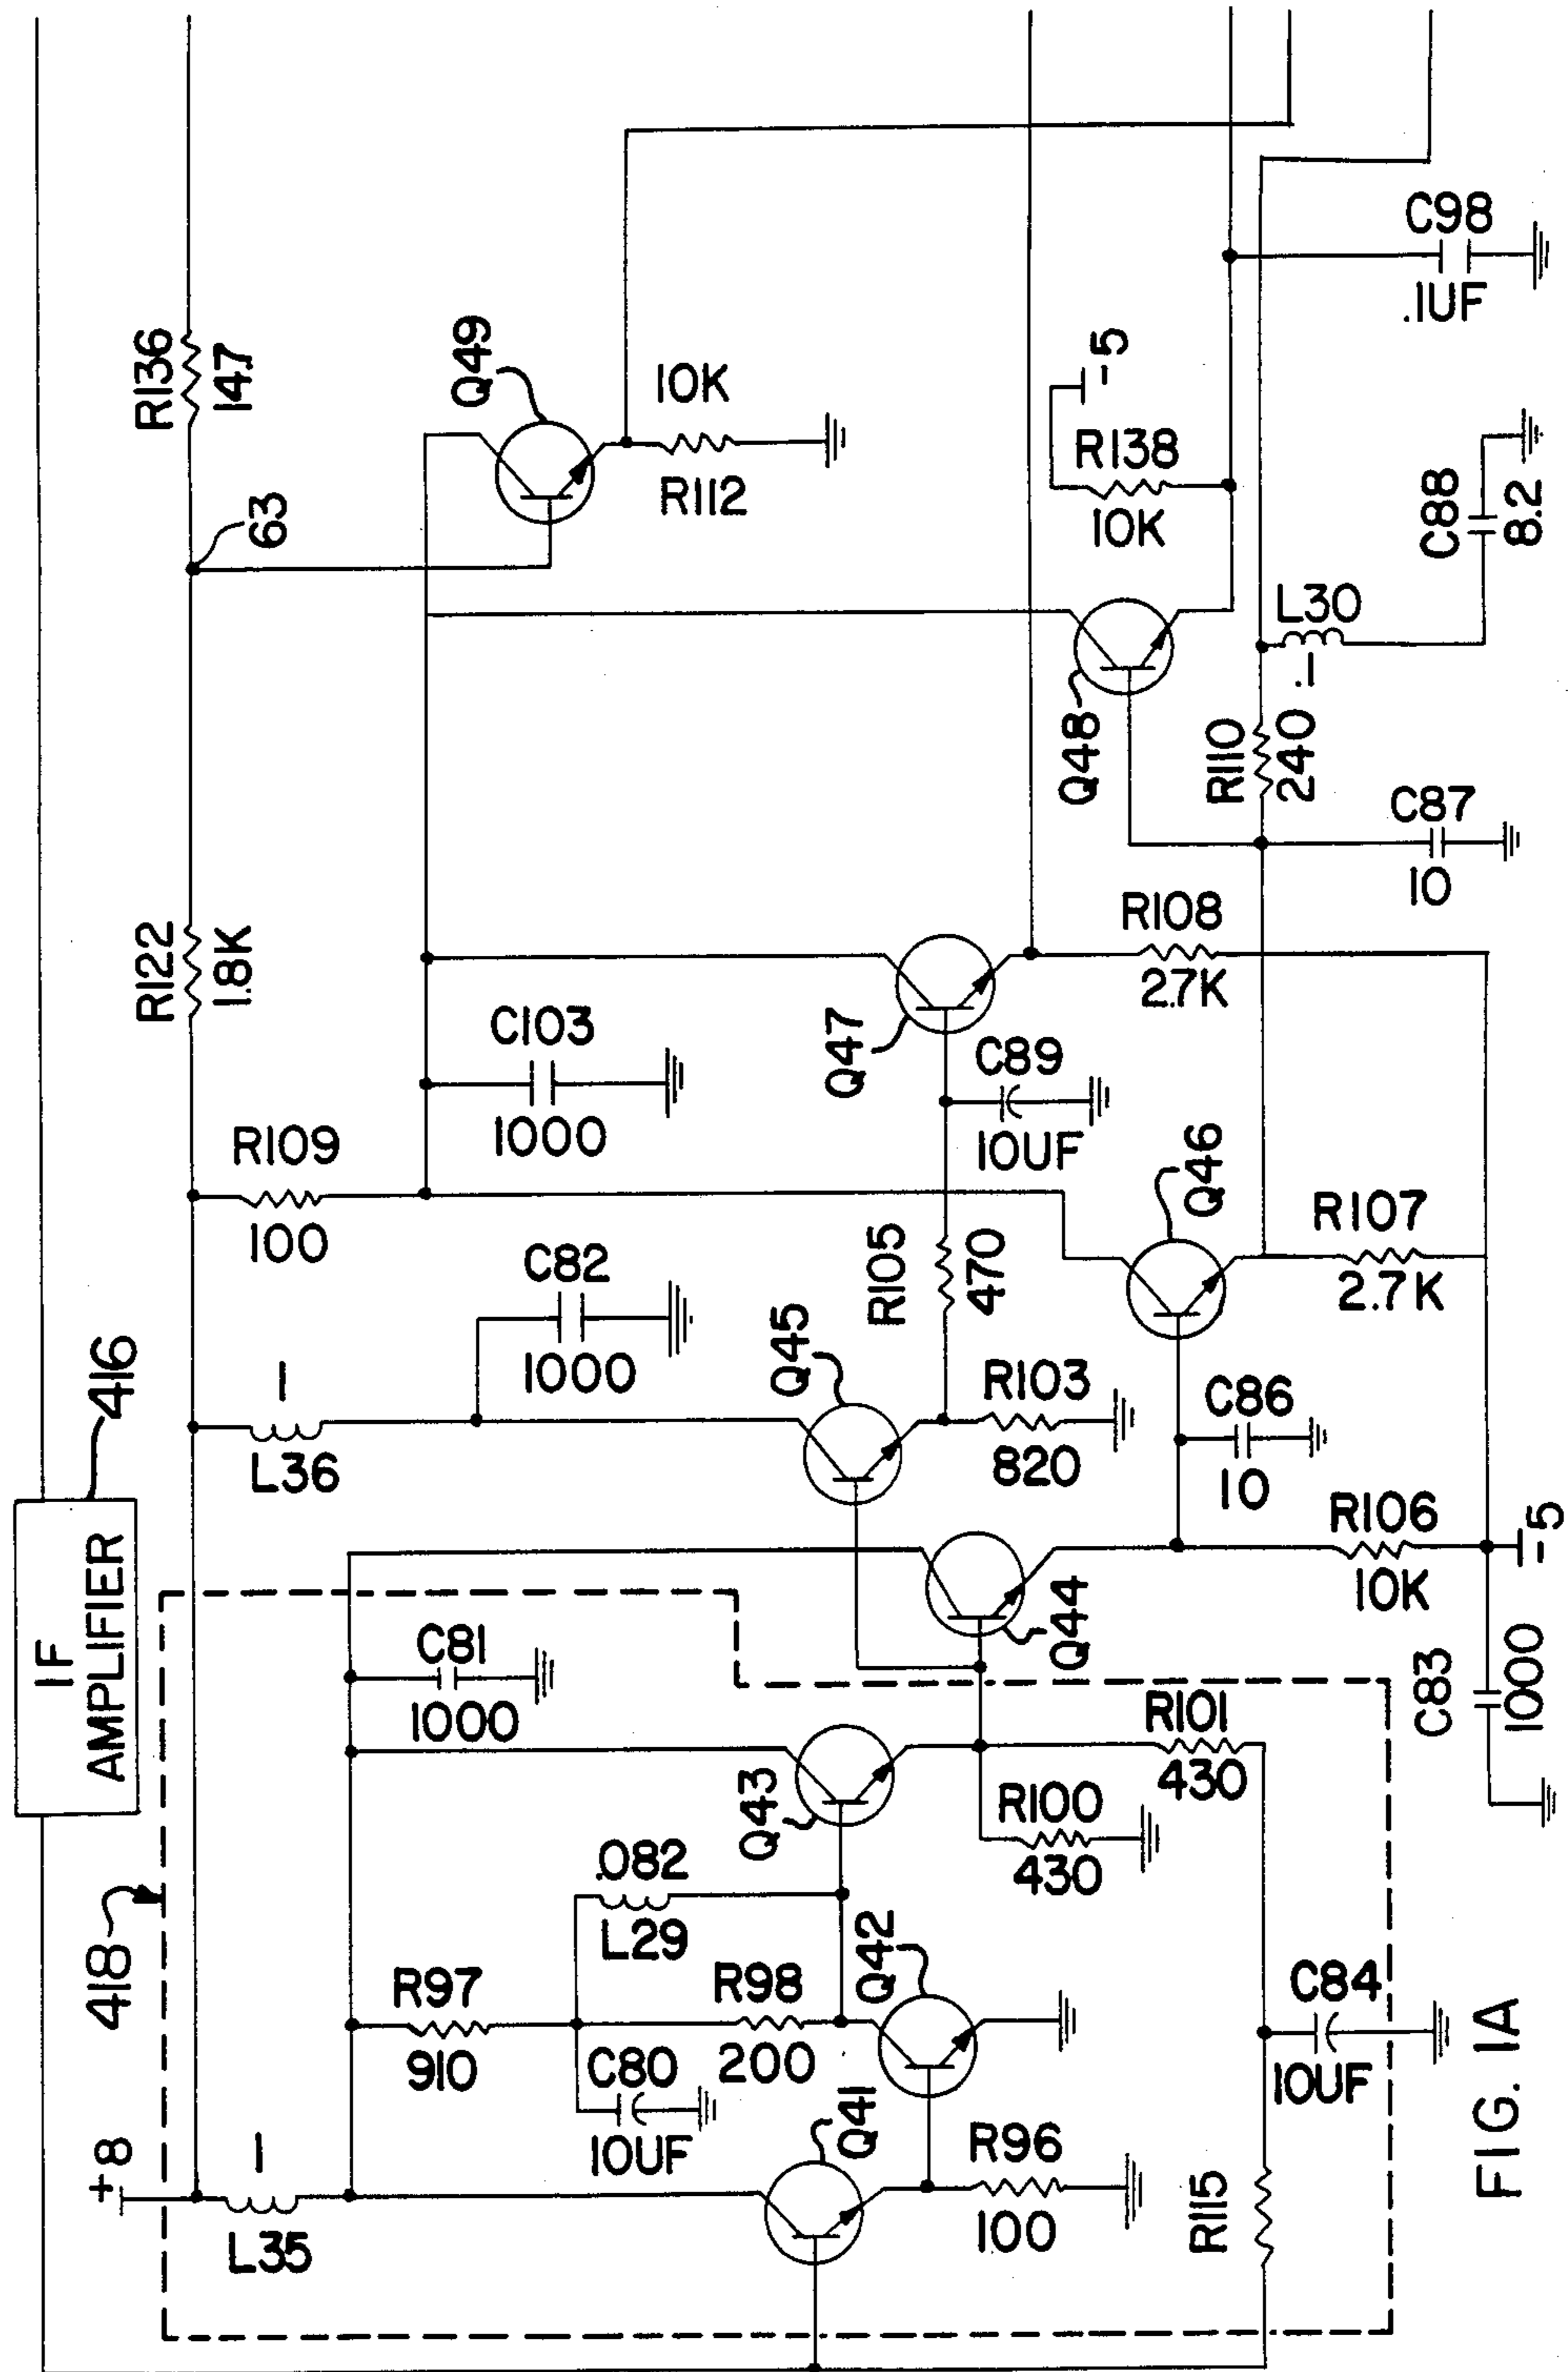 IF
AMPLIFIER
416
418
+8
1
L35
1
L36
R122
1.8K
63
R136
147
R109
100
C103
1000
C82
1000
C81
1000
R97
910
.082
L29
C80
10UF
R98
200
Q41
Q42
R96
100
Q43
R100
430
R101
430
R115
C84
10UF
Q44
Q45
R103
820
R105
470
C89
10UF
Q47
R108
2.7K
Q46
C86
10
R106
10K
R107
2.7K
-5
C83
1000
Q48
R110
240
C87
10
L30
.1
C88
8.2
Q49
10K
R112
R138
10K
-5
C98
.1UF
FIG. 1A